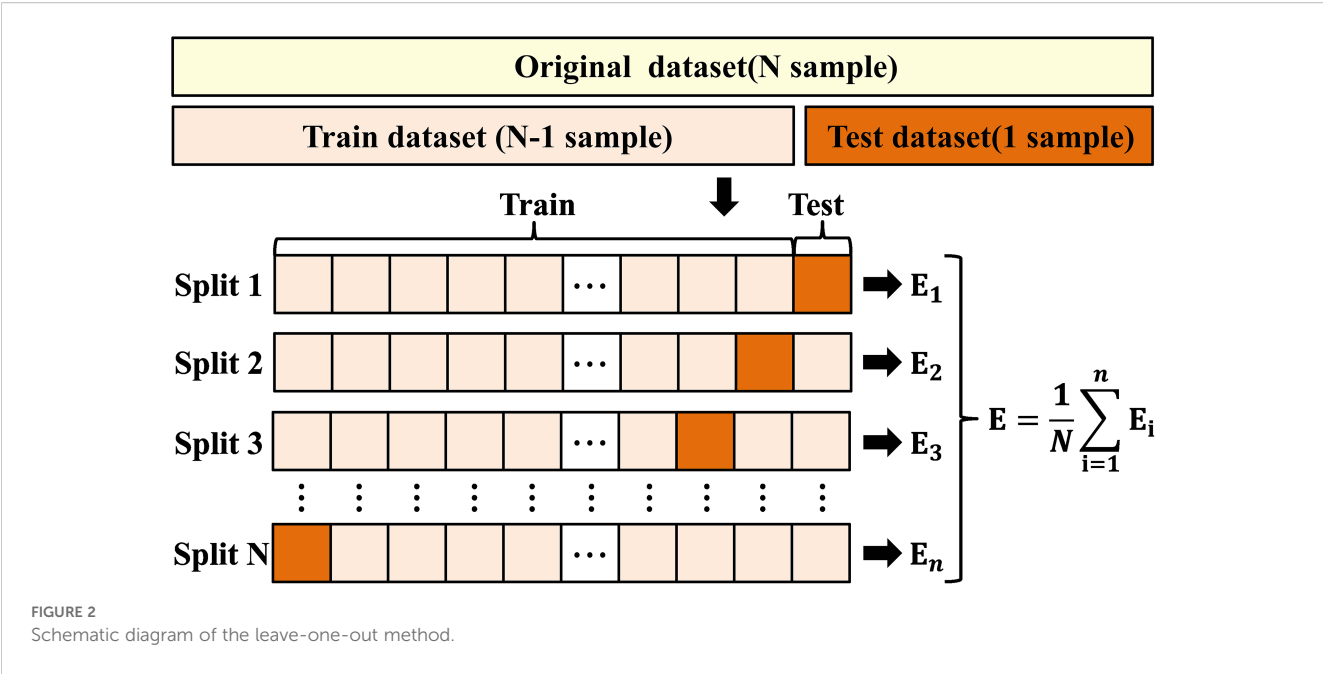 Original dataset(N sample)
Train dataset (N-1 sample)
Test dataset(1 sample)
Train
Test
Split 1
...
E₁
Split 2
...
E₂
Split 3
...
E₃
Split N
...
Eₙ
E = 1/N ∑ⁿᵢ₌₁ Eᵢ
FIGURE 2
Schematic diagram of the leave-one-out method.